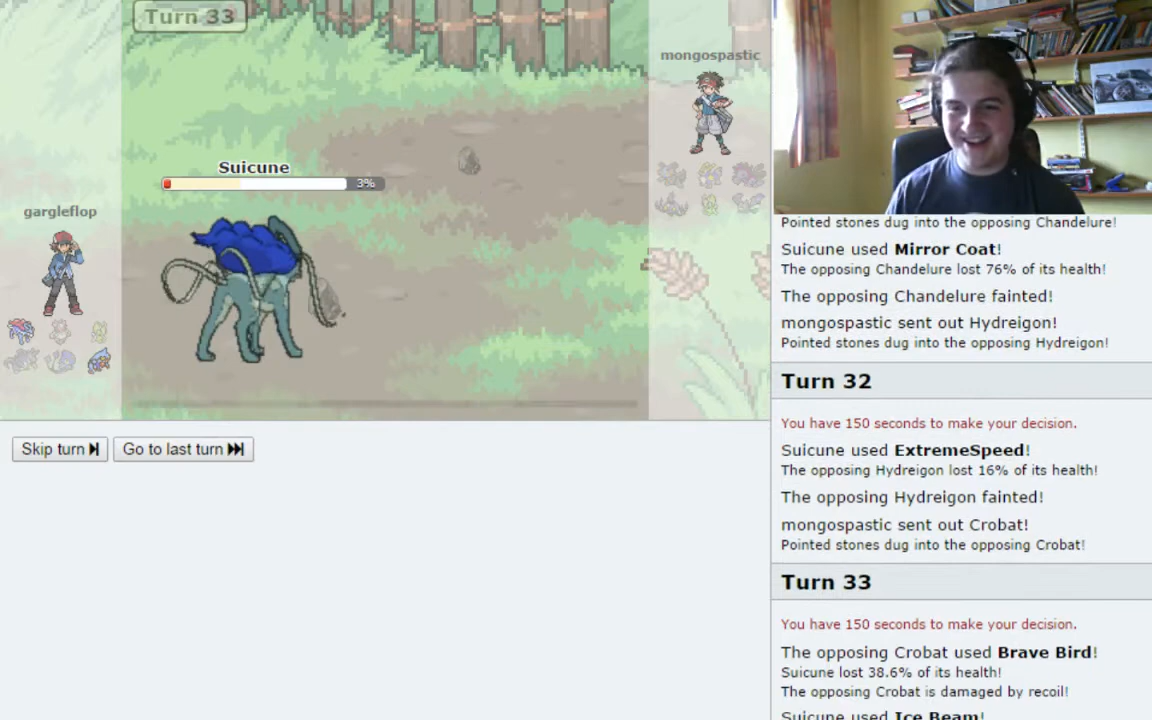 Turn 33
mongospastic
Suicune
3%
gargleflop
Skip turn
Go to last turn
Pointed stones dug into the opposing Chandelure!
Suicune used Mirror Coat!
The opposing Chandelure lost 76% of its health!
The opposing Chandelure fainted!
mongospastic sent out Hydreigon!
Pointed stones dug into the opposing Hydreigon!
Turn 32
You have 150 seconds to make your decision.
Suicune used ExtremeSpeed!
The opposing Hydreigon lost 16% of its health!
The opposing Hydreigon fainted!
mongospastic sent out Crobat!
Pointed stones dug into the opposing Crobat!
Turn 33
You have 150 seconds to make your decision.
The opposing Crobat used Brave Bird!
Suicune lost 38.6% of its health!
The opposing Crobat is damaged by recoil!
Suicune used Ice Beam!